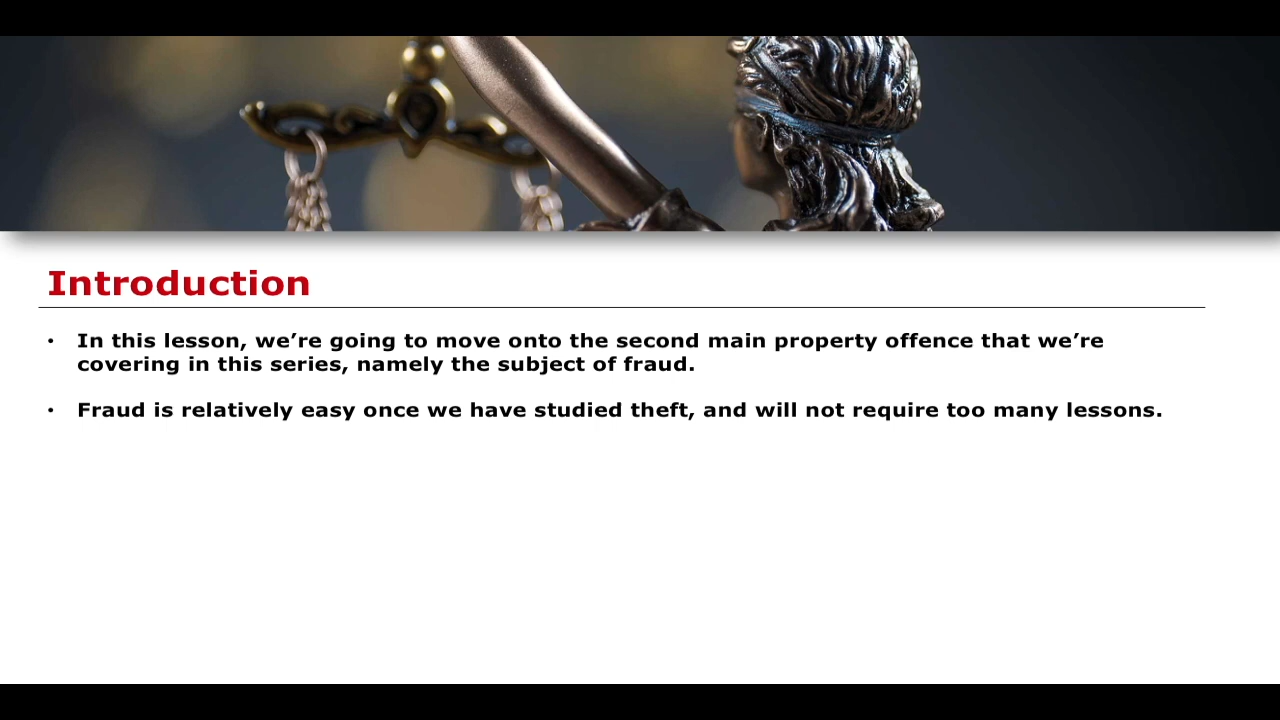 Introduction
• In this lesson, we’re going to move onto the second main property offence that we’re
covering in this series, namely the subject of fraud.
• Fraud is relatively easy once we have studied theft, and will not require too many lessons.